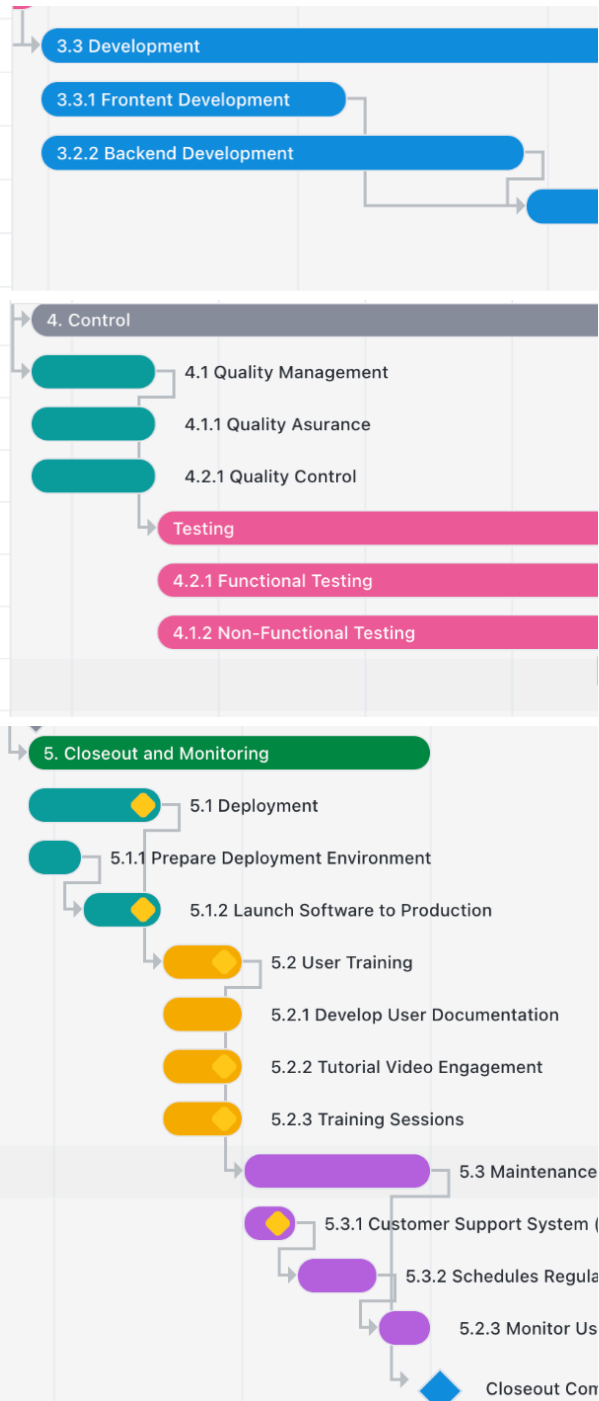 3.3 Development
3.3.1 Frontent Development
3.2.2 Backend Development
4. Control
4.1 Quality Management
4.1.1 Quality Asurance
4.2.1 Quality Control
Testing
4.2.1 Functional Testing
4.1.2 Non-Functional Testing
5. Closeout and Monitoring
5.1 Deployment
5.1.1 Prepare Deployment Environment
5.1.2 Launch Software to Production
5.2 User Training
5.2.1 Develop User Documentation
5.2.2 Tutorial Video Engagement
5.2.3 Training Sessions
5.3 Maintenance
5.3.1 Customer Support System (
5.3.2 Schedules Regula
5.2.3 Monitor Us
Closeout Com